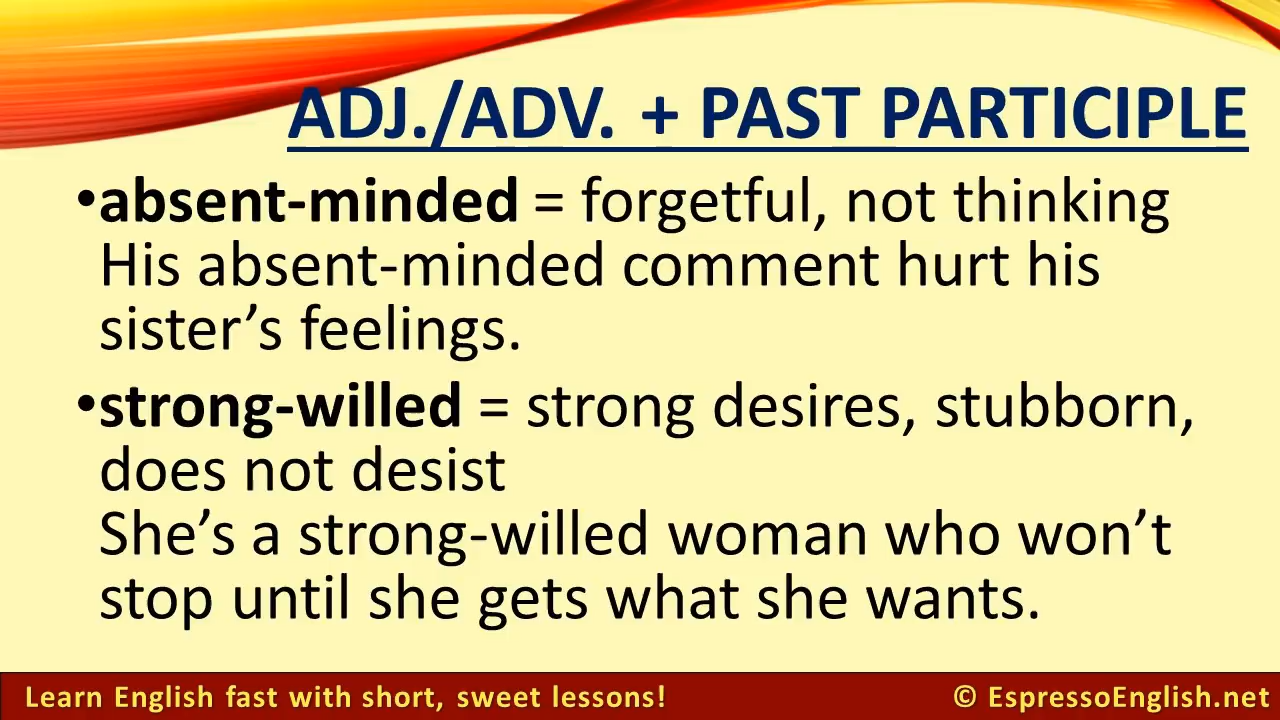 ADJ./ADV. + PAST PARTICIPLE
•absent-minded = forgetful, not thinking
His absent-minded comment hurt his
sister’s feelings.
•strong-willed = strong desires, stubborn,
does not desist
She’s a strong-willed woman who won’t
stop until she gets what she wants.
Learn English fast with short, sweet lessons!
© EspressoEnglish.net